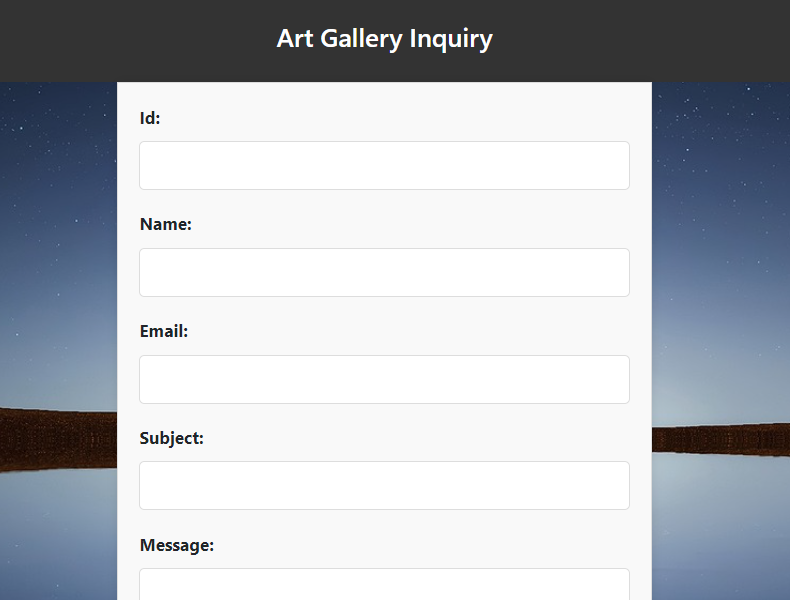 Art Gallery Inquiry
Id:
Name:
Email:
Subject:
Message: